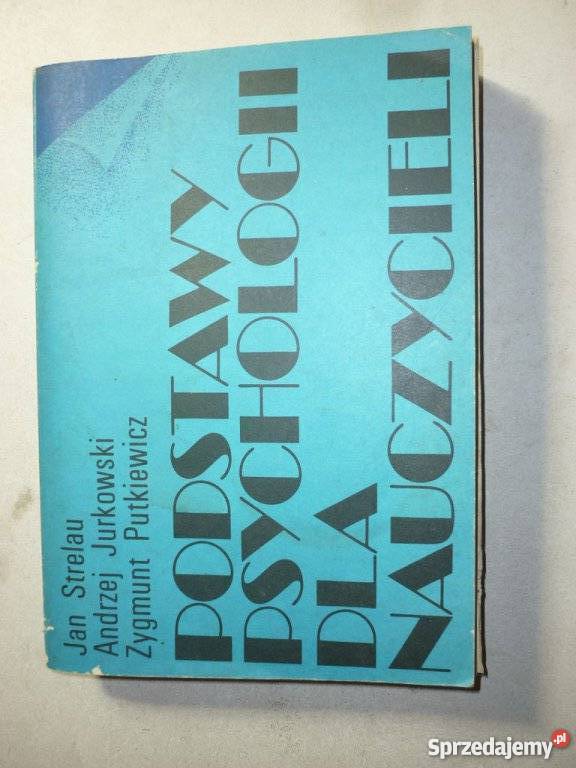 Jan Strelau
Andrzej Jurkowski
Zygmunt Putkiewicz
PODSTAWY
PSYCHOLOGII
DLA
NAUCZYCIELI
Sprzedajemy.pl